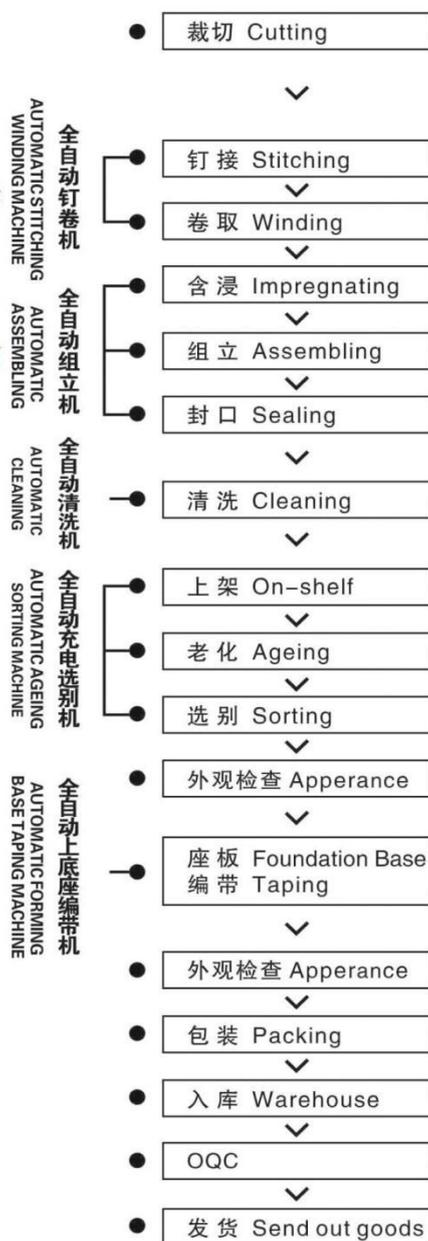 裁切 Cutting
全自动钉卷机
AUTOMATIC STITCHING
WINDING MACHINE
钉接 Stitching
卷取 Winding
全自动组立机
AUTOMATIC
ASSEMBLING
含浸 Impregnating
组立 Assembling
封口 Sealing
全自动清洗机
AUTOMATIC
CLEANING
清洗 Cleaning
全自动充电选别机
AUTOMATIC AGEING
SORTING MACHINE
上架 On-shelf
老化 Ageing
选别 Sorting
外观检查 Apperance
全自动上底座编带机
AUTOMATIC FORMING
BASE TAPING MACHINE
座板 Foundation Base
编带 Taping
外观检查 Apperance
包装 Packing
入库 Warehouse
OQC
发货 Send out goods